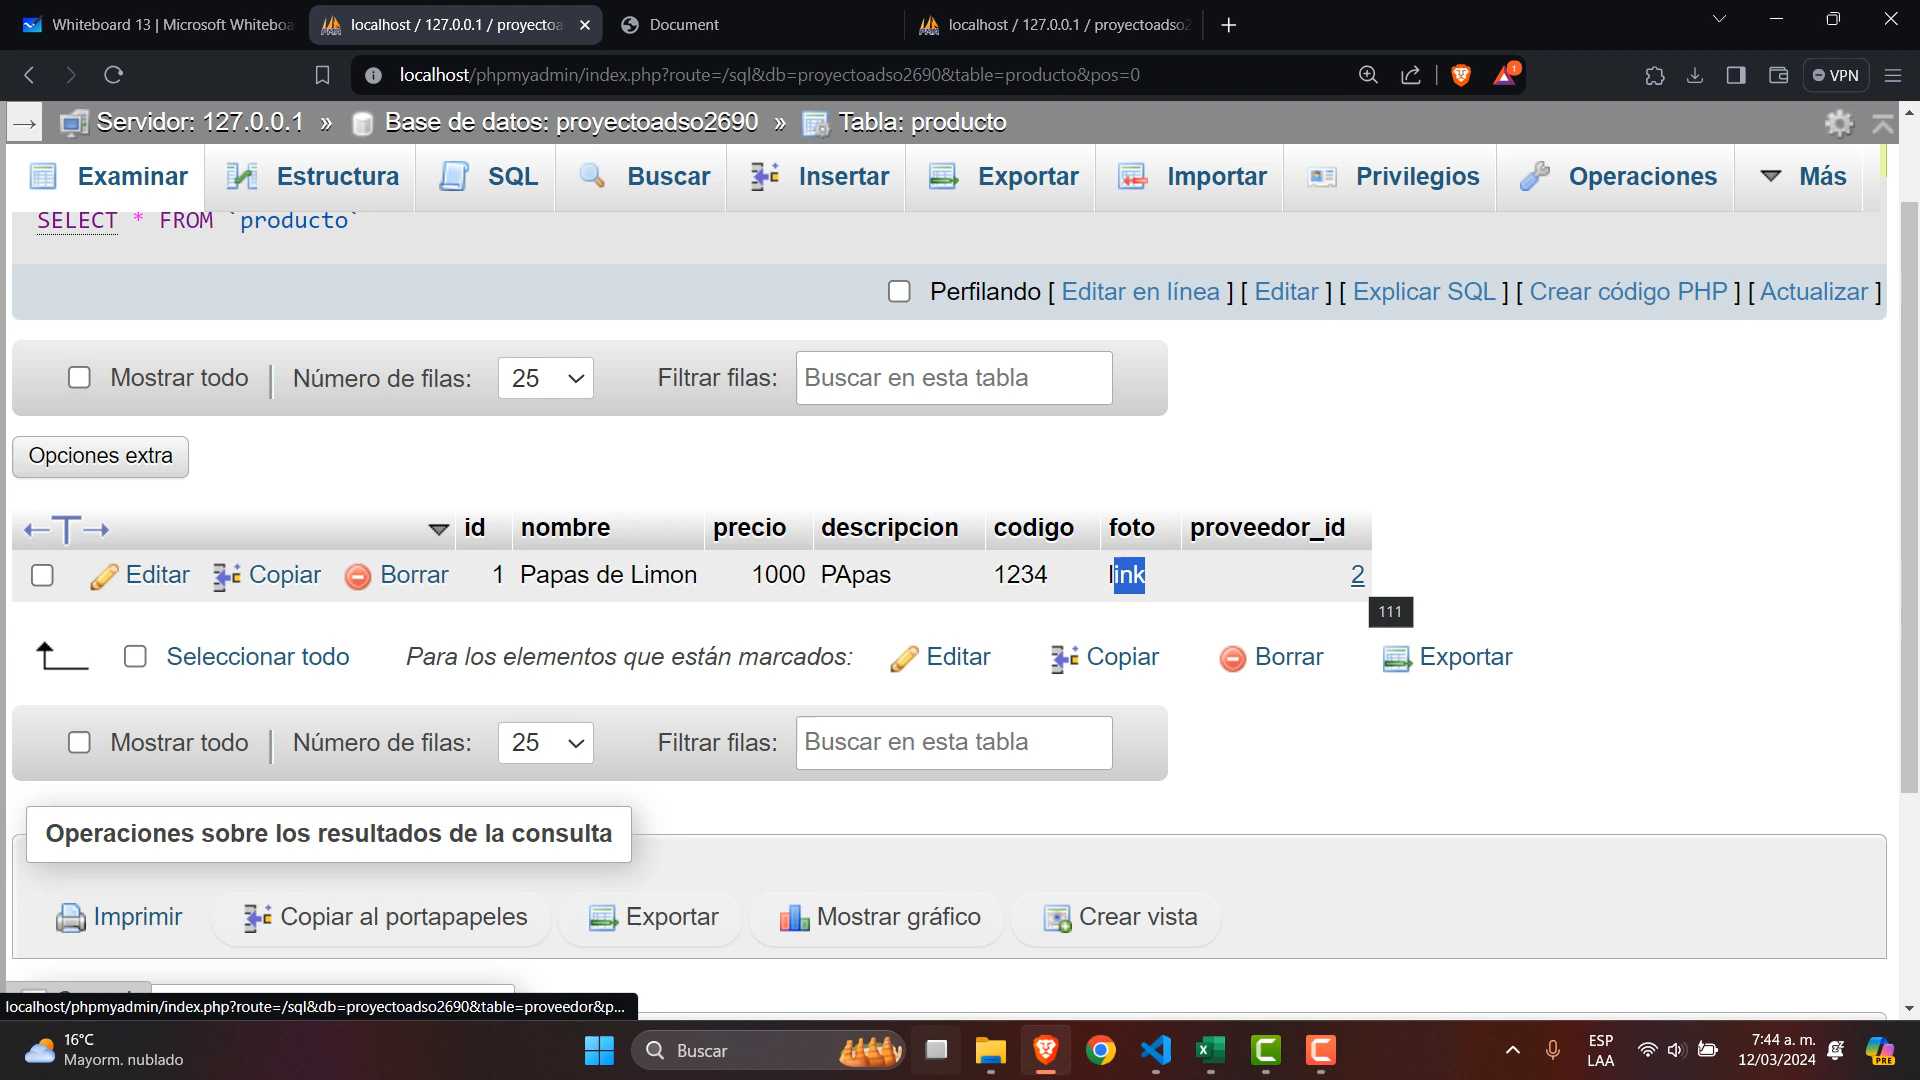 Whiteboard 13 | Microsoft Whiteboa
localhost / 127.0.0.1 / proyectoa
Document
localhost / 127.0.0.1 / proyectoadso2
localhost/phpmyadmin/index.php?route=/sql&db=proyectoadso2690&table=producto&pos=0
1
VPN
Servidor: 127.0.0.1 » Base de datos: proyectoadso2690 » Tabla: producto
Examinar Estructura SQL Buscar Insertar Exportar Importar Privilegios Operaciones Más
SELECT * FROM `producto`
Perfilando [ Editar en línea ] [ Editar ] [ Explicar SQL ] [ Crear código PHP ] [ Actualizar ]
Mostrar todo | Número de filas: 25 Filtrar filas: Buscar en esta tabla
Opciones extra
←T→ id nombre precio descripcion codigo foto proveedor_id
Editar Copiar Borrar 1 Papas de Limon 1000 PApas 1234 link 2
111
Seleccionar todo Para los elementos que están marcados: Editar Copiar Borrar Exportar
Mostrar todo | Número de filas: 25 Filtrar filas: Buscar en esta tabla
Operaciones sobre los resultados de la consulta
Imprimir Copiar al portapapeles Exportar Mostrar gráfico Crear vista
localhost/phpmyadmin/index.php?route=/sql&db=proyectoadso2690&table=proveedor&p...
16°C
Mayorm. nublado
Buscar
ESP
LAA
7:44 a. m.
12/03/2024
PRE